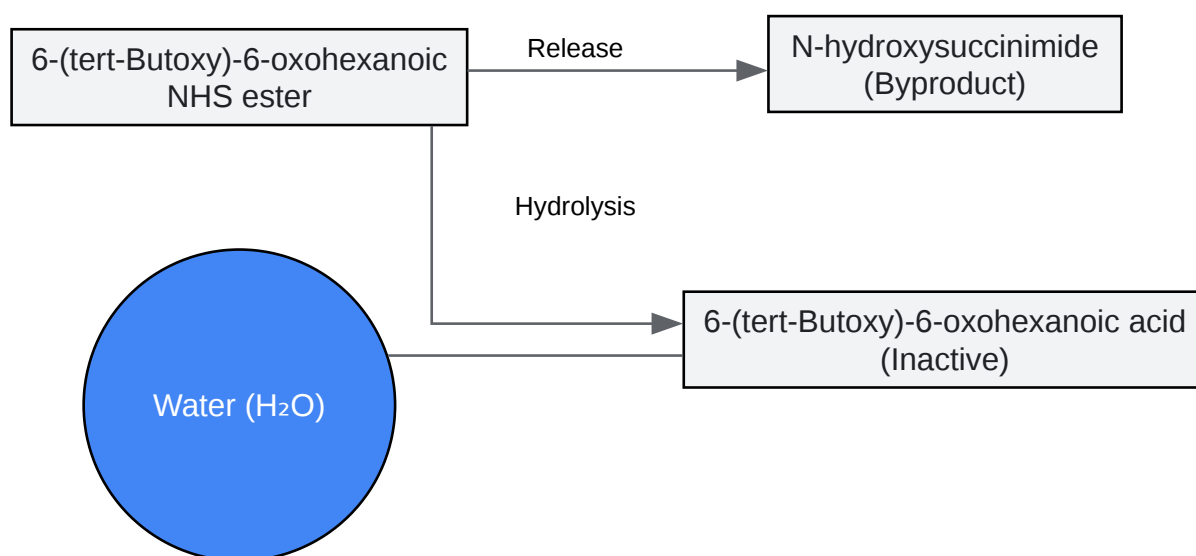 6-(tert-Butoxy)-6-oxohexanoic
NHS ester
Release
N-hydroxysuccinimide
(Byproduct)
Hydrolysis
6-(tert-Butoxy)-6-oxohexanoic acid
(Inactive)
Water (H₂O)